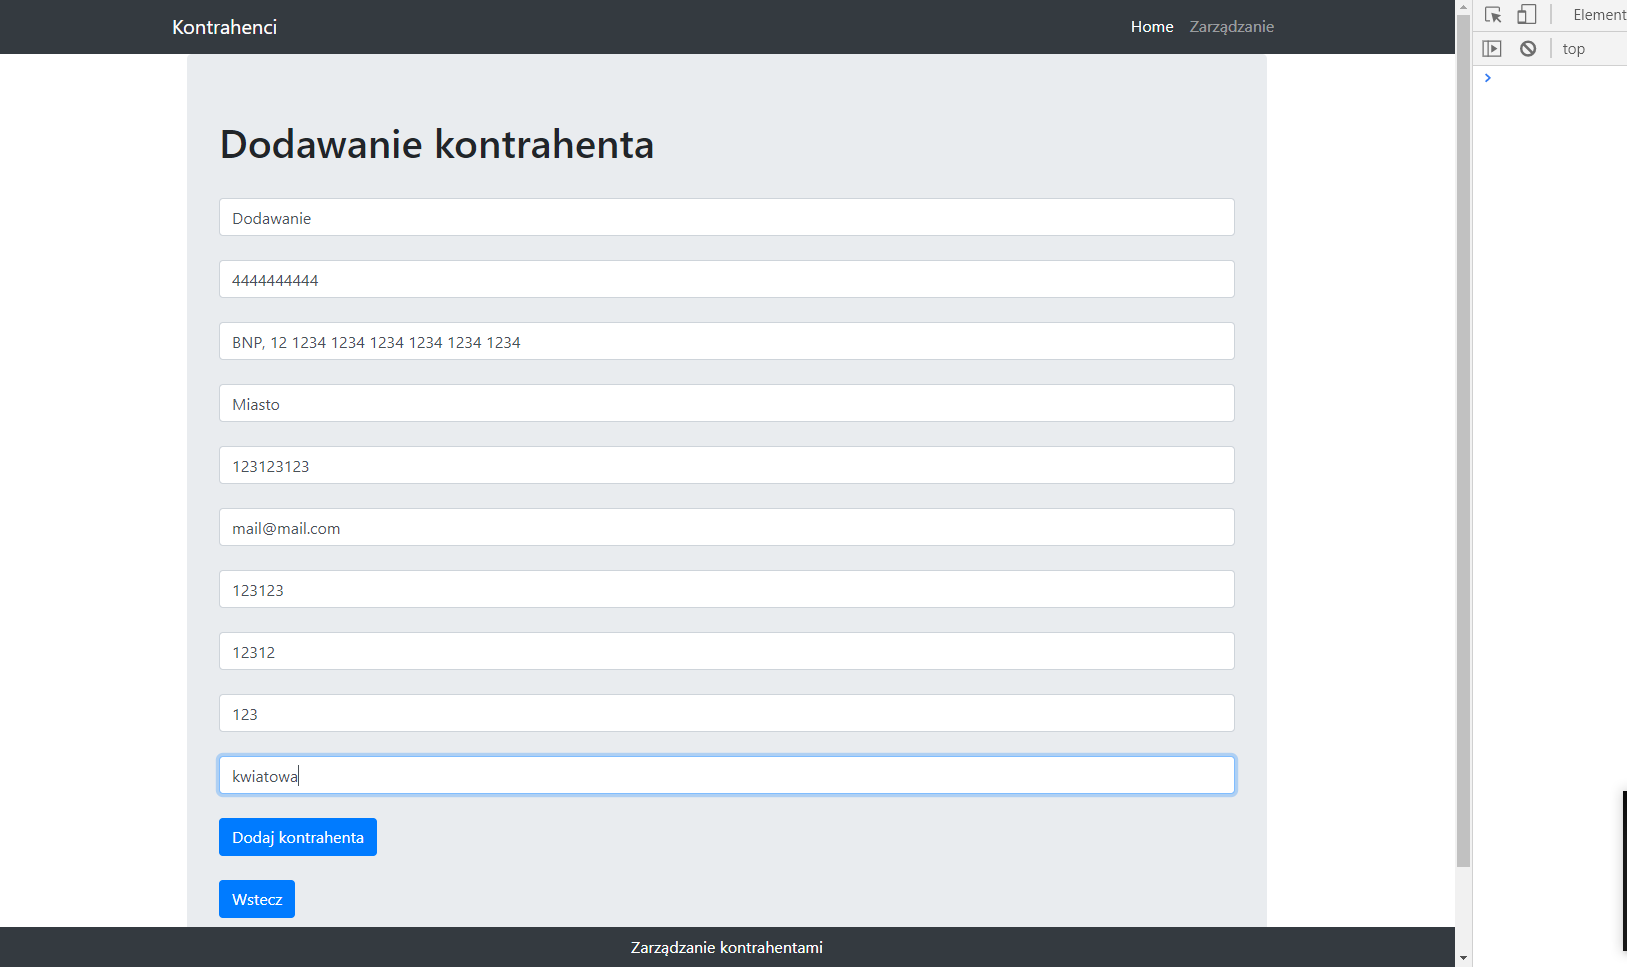 Kontrahenci
Home Zarządzanie
Element
top
Dodawanie kontrahenta
Dodawanie
4444444444
BNP, 12 1234 1234 1234 1234 1234 1234
Miasto
123123123
mail@mail.com
123123
12312
123
kwiatowa
Dodaj kontrahenta
Wstecz
Zarządzanie kontrahentami